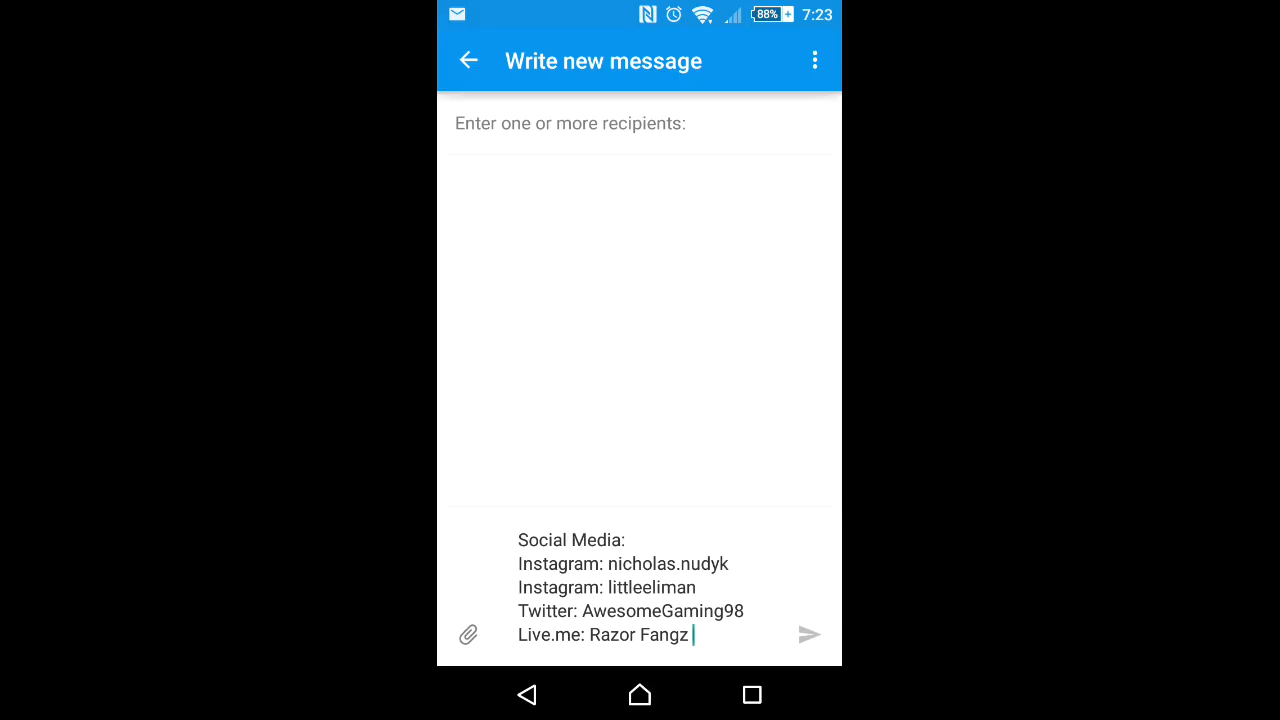 88% 7:23
Write new message
Enter one or more recipients:
Social Media:
Instagram: nicholas.nudyk
Instagram: littleeliman
Twitter: AwesomeGaming98
Live.me: Razor Fangz